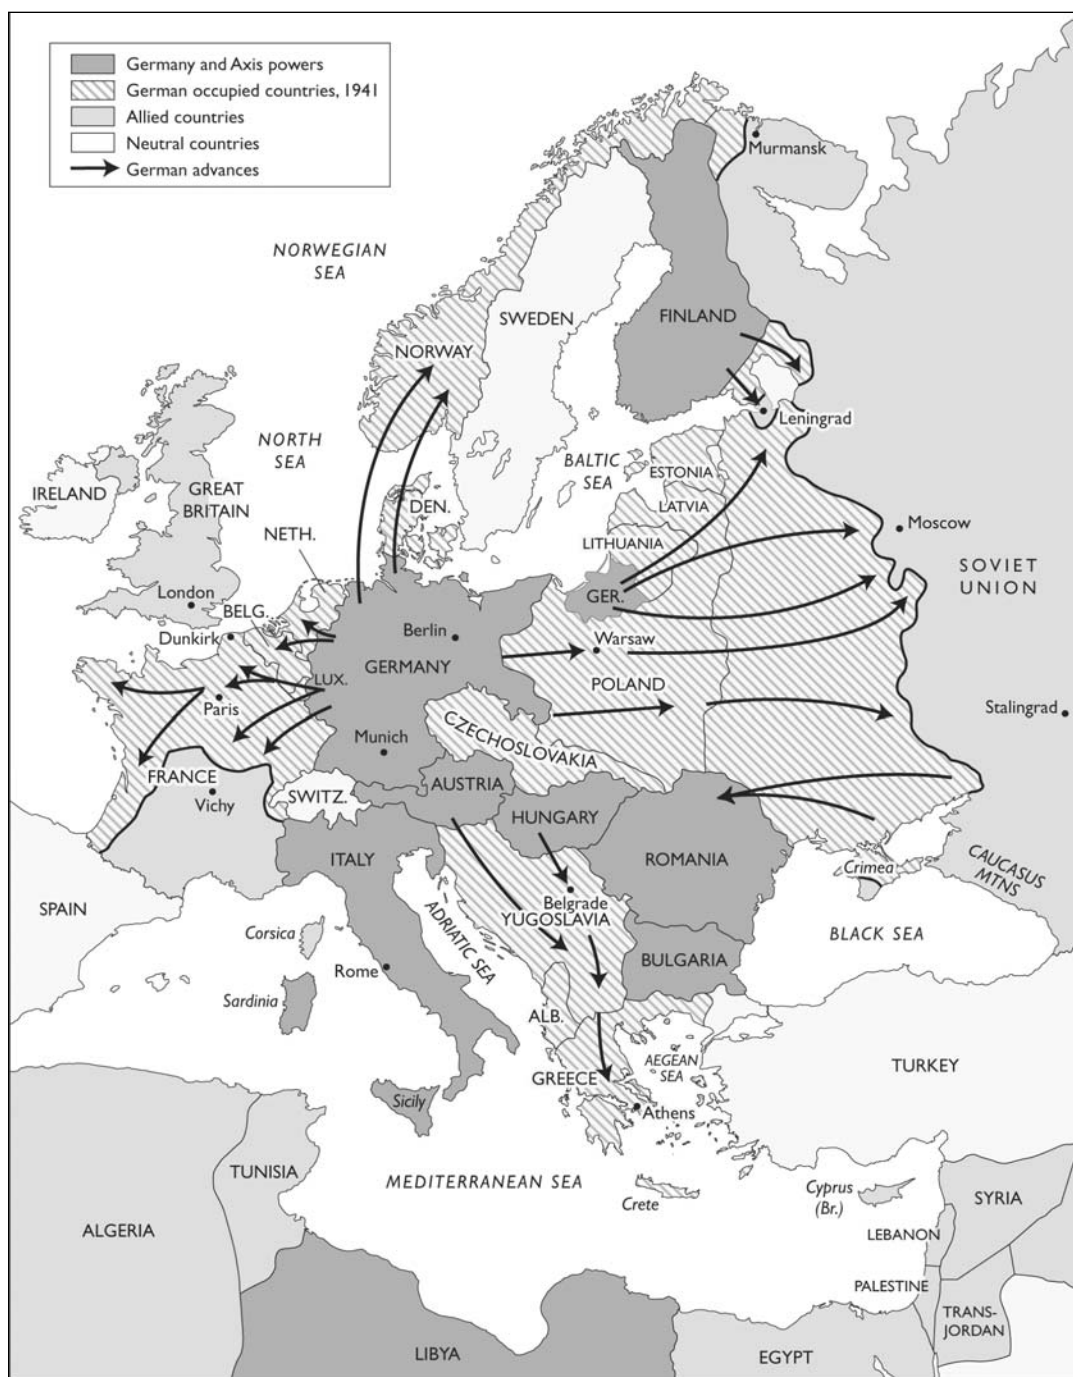 Germany and Axis powers
German occupied countries, 1941
Allied countries
Neutral countries
German advances
Murmansk
NORWEGIAN
SEA
SWEDEN
FINLAND
NORWAY
Leningrad
NORTH
SEA
BALTIC
SEA
ESTONIA
IRELAND
GREAT
BRITAIN
DEN.
LATVIA
Moscow
NETH.
LITHUANIA
SOVIET
UNION
London
BELG.
GER.
Dunkirk
Berlin
Warsaw
GERMANY
LUX.
POLAND
Paris
Stalingrad
Munich
CZECHOSLOVAKIA
FRANCE
Vichy
SWITZ.
AUSTRIA
HUNGARY
ITALY
ROMANIA
Crimea
CAUCASUS
MTNS
SPAIN
Belgrade
YUGOSLAVIA
Corsica
ADRIATIC SEA
BLACK SEA
Rome
BULGARIA
Sardinia
ALB.
AEGEAN
SEA
TURKEY
GREECE
Sicily
Athens
TUNISIA
MEDITERRANEAN SEA
Crete
Cyprus
(Br.)
SYRIA
ALGERIA
LEBANON
PALESTINE
TRANS-
JORDAN
LIBYA
EGYPT